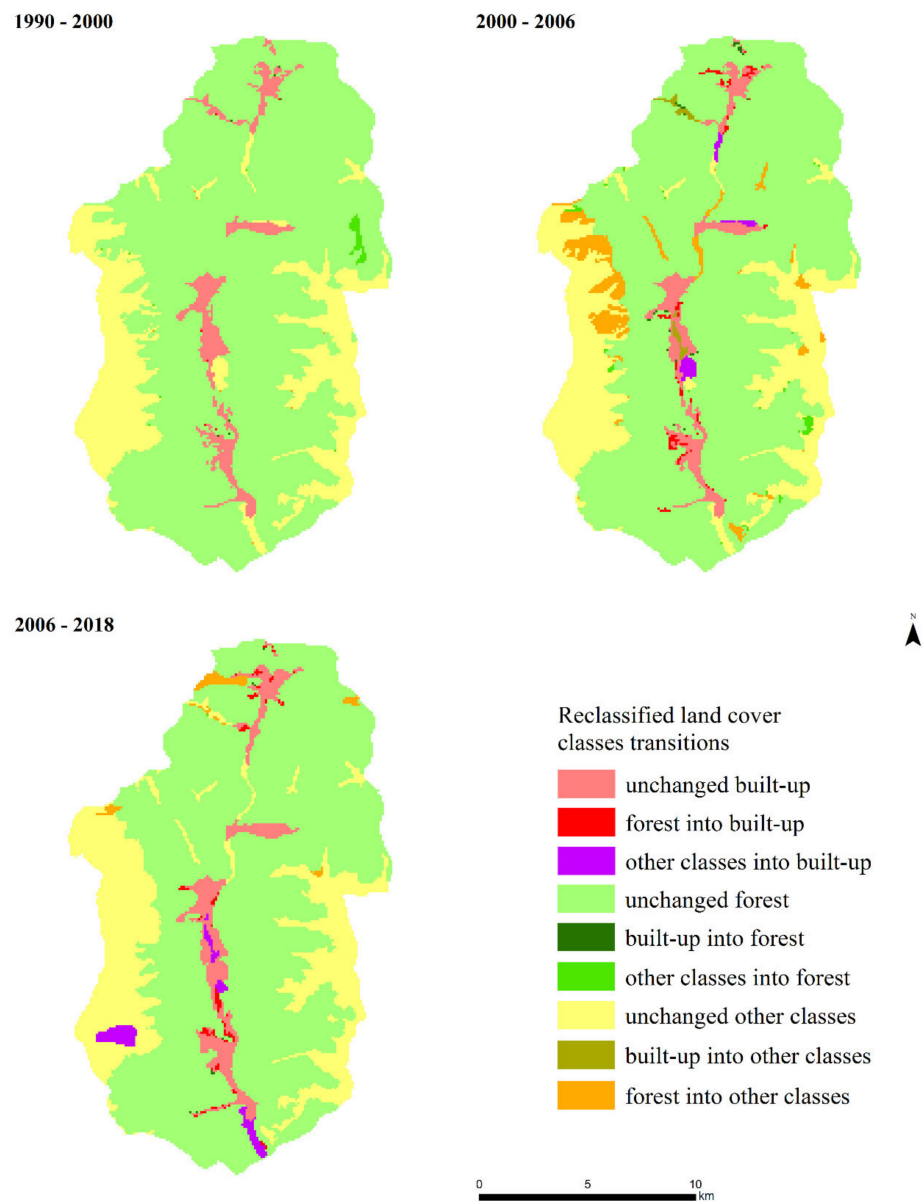 1990 - 2000
2000 - 2006
2006 - 2018
N
Reclassified land cover
classes transitions
unchanged built-up
forest into built-up
other classes into built-up
unchanged forest
built-up into forest
other classes into forest
unchanged other classes
built-up into other classes
forest into other classes
0 5 10
km